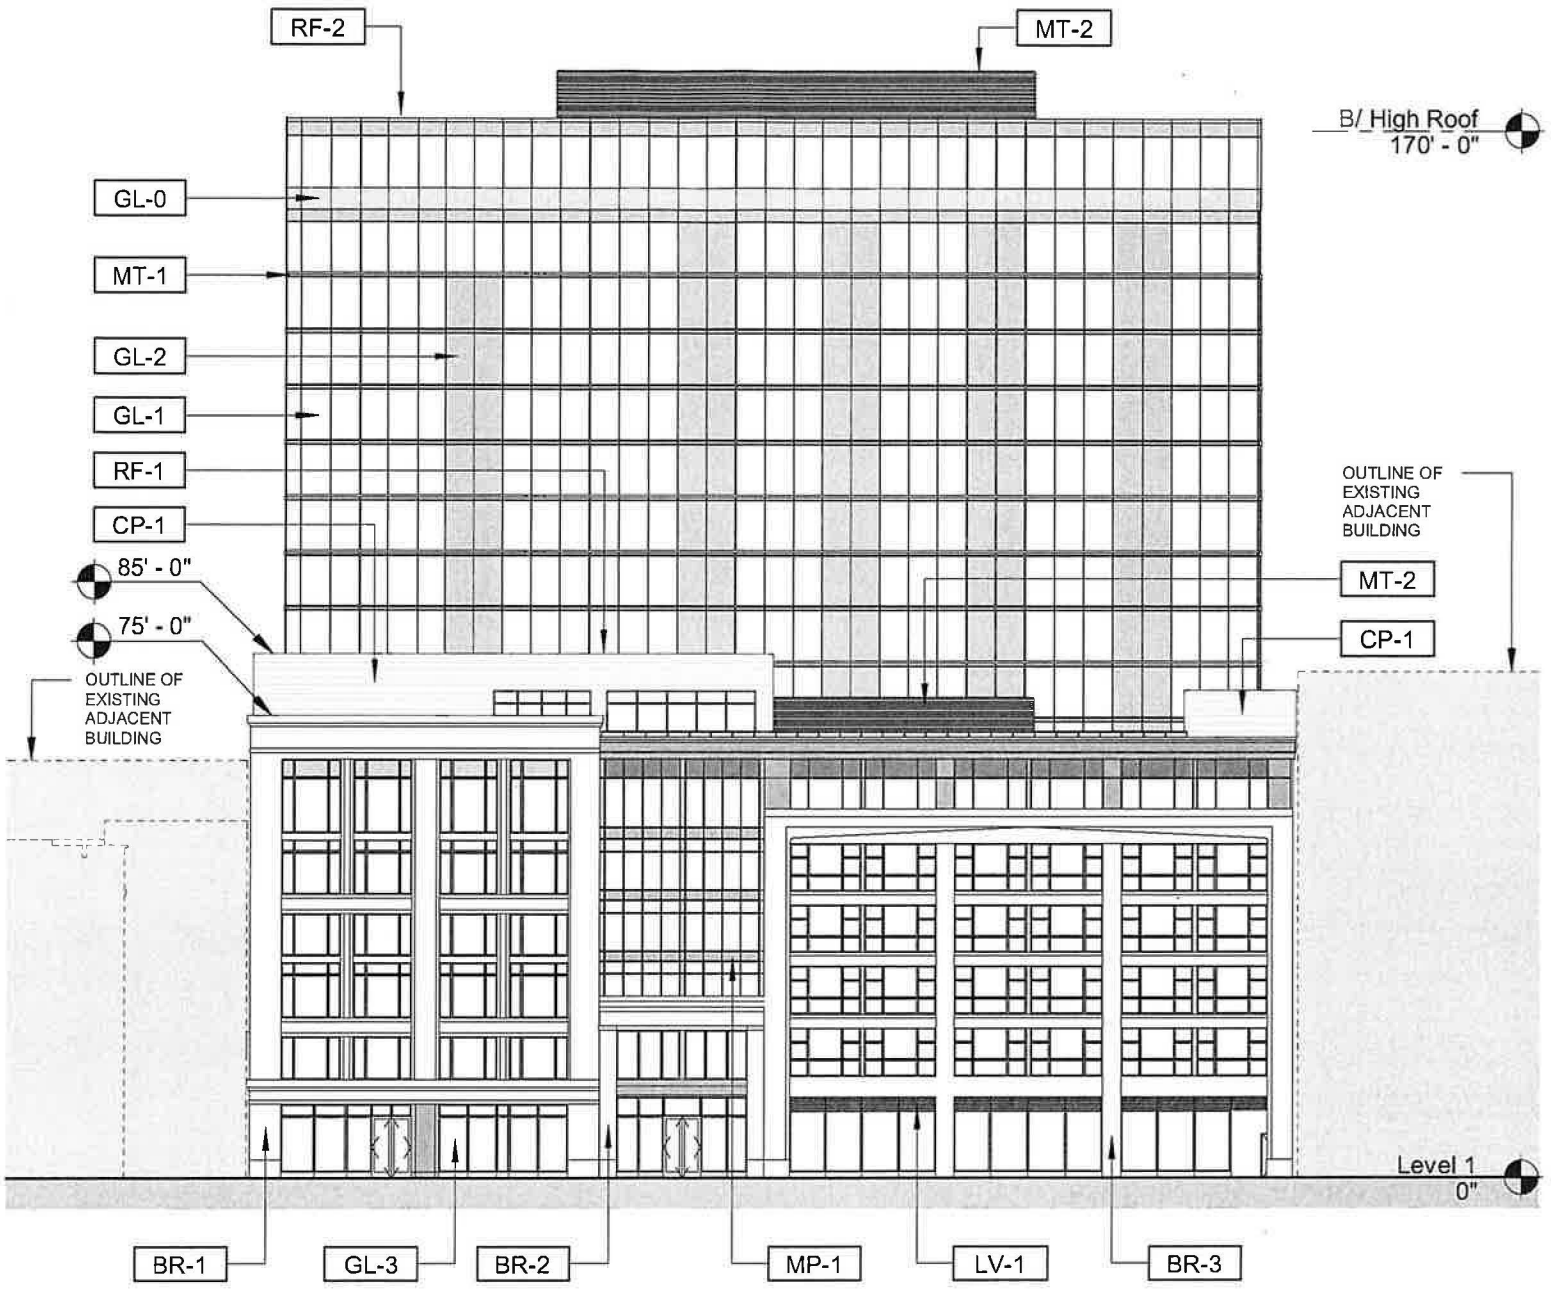 RF-2
MT-2
B/ High Roof
170' - 0"
GL-0
MT-1
GL-2
GL-1
RF-1
CP-1
85' - 0"
75' - 0"
OUTLINE OF
EXISTING
ADJACENT
BUILDING
OUTLINE OF
EXISTING
ADJACENT
BUILDING
MT-2
CP-1
Level 1
0"
BR-1
GL-3
BR-2
MP-1
LV-1
BR-3